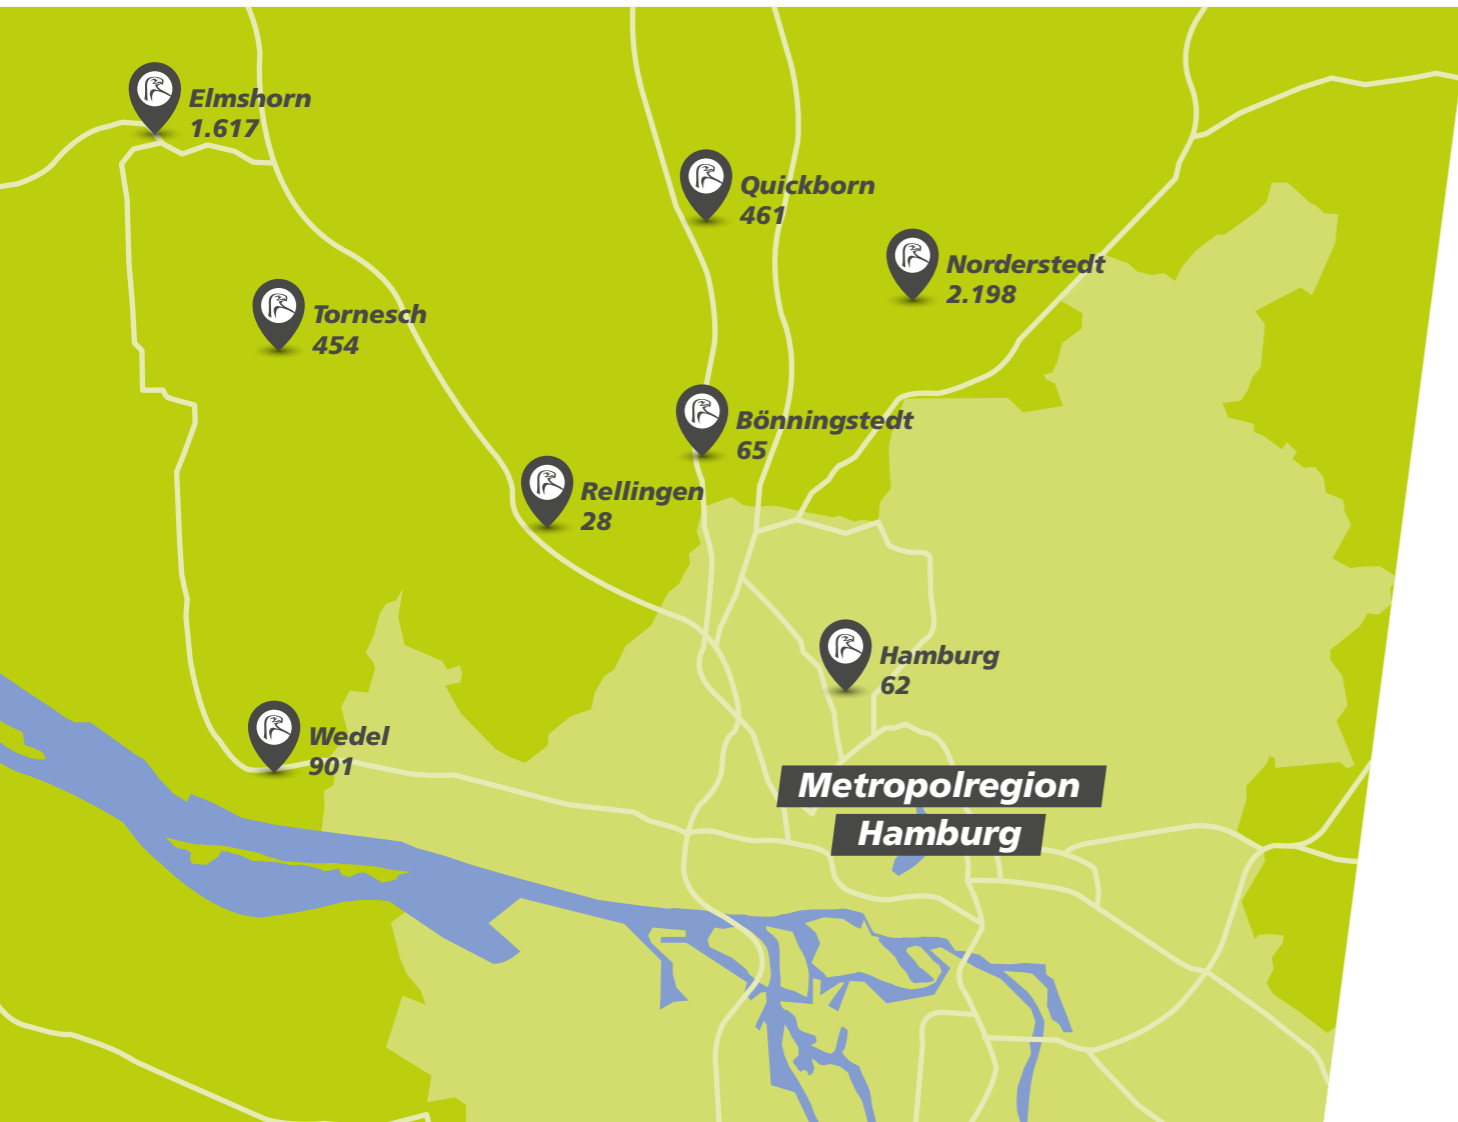 Elmshorn
1.617
Quickborn
461
Norderstedt
2.198
Tornesch
454
Bönningstedt
65
Rellingen
28
Hamburg
62
Wedel
901
Metropolregion
Hamburg